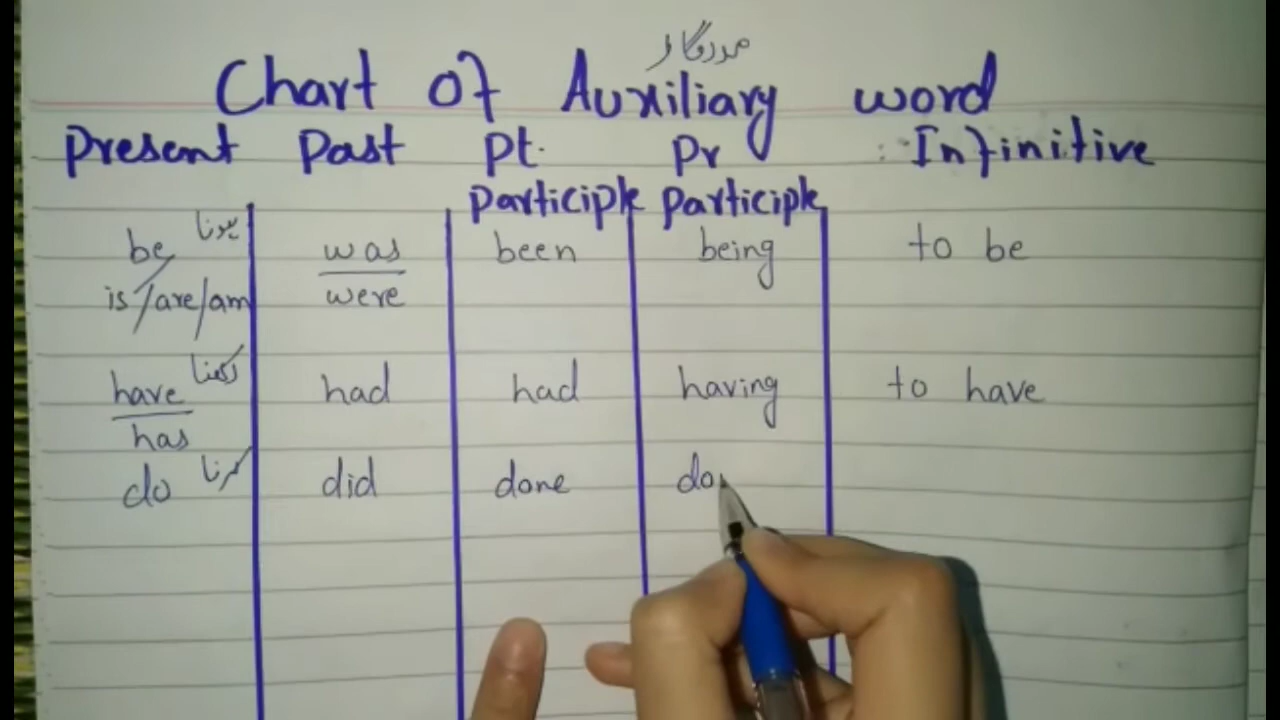 مددگار
Chart Of Auxiliary word
Present Past Pt. Pr Infinitive
Participle Participle
be ہونا was been being to be
is/are/am were
have رکھنا had had having to have
has
do کرنا did done do